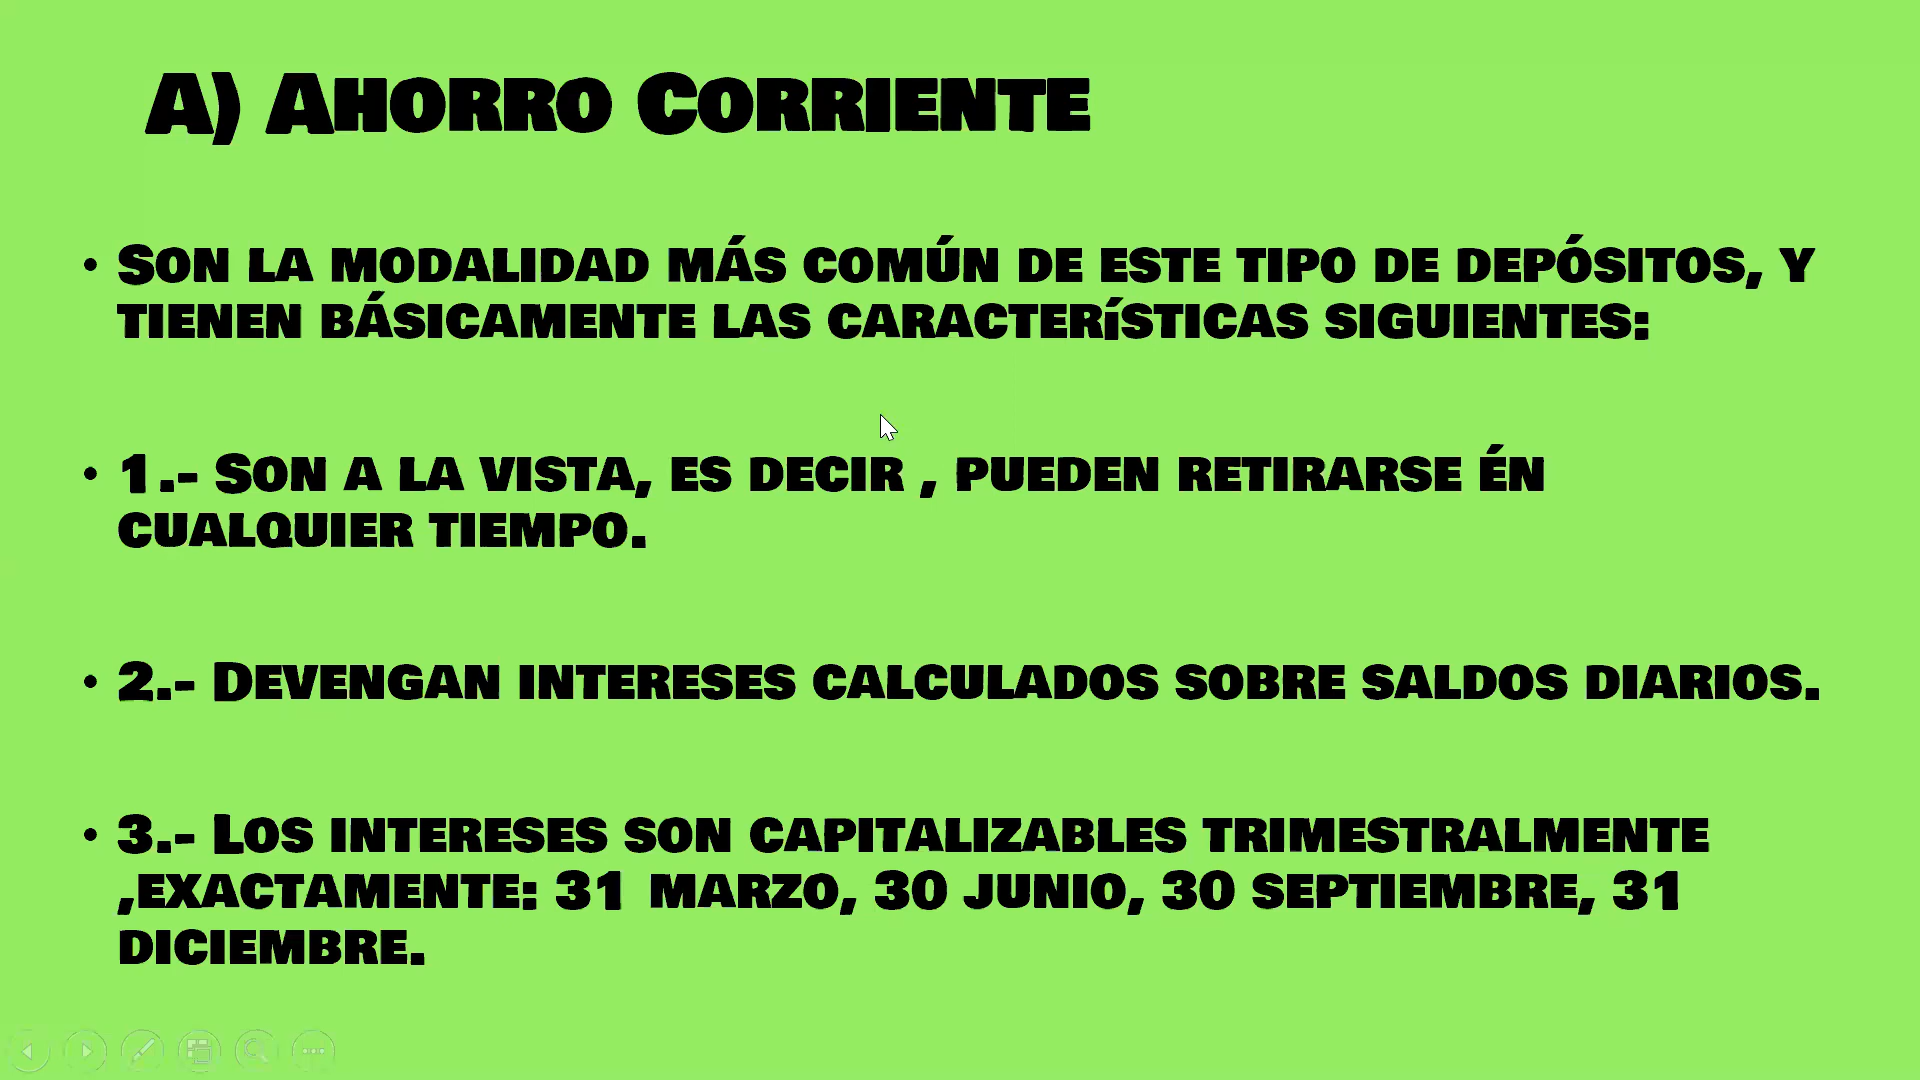 A) Ahorro Corriente
• Son la modalidad más común de este tipo de depósitos, y
tienen básicamente las características siguientes:
• 1.- Son a la vista, es decir , pueden retirarse én
cualquier tiempo.
• 2.- Devengan intereses calculados sobre saldos diarios.
• 3.- Los intereses son capitalizables trimestralmente
,exactamente: 31 marzo, 30 junio, 30 septiembre, 31
diciembre.